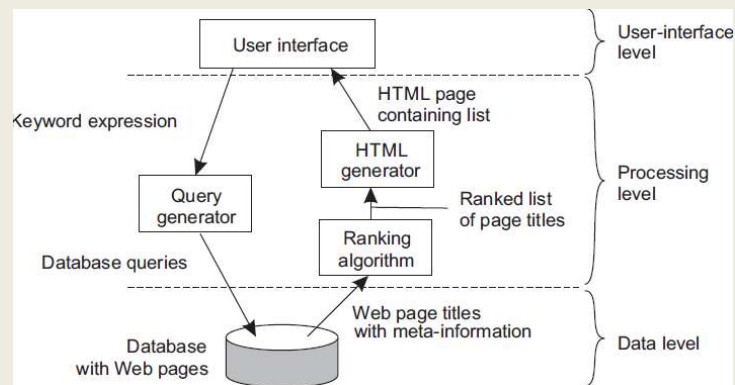 User interface
User-interface
level
Keyword expression
HTML page
containing list
HTML
generator
Processing
level
Query
generator
Ranked list
of page titles
Ranking
algorithm
Database queries
Web page titles
with meta-information
Database
with Web pages
Data level